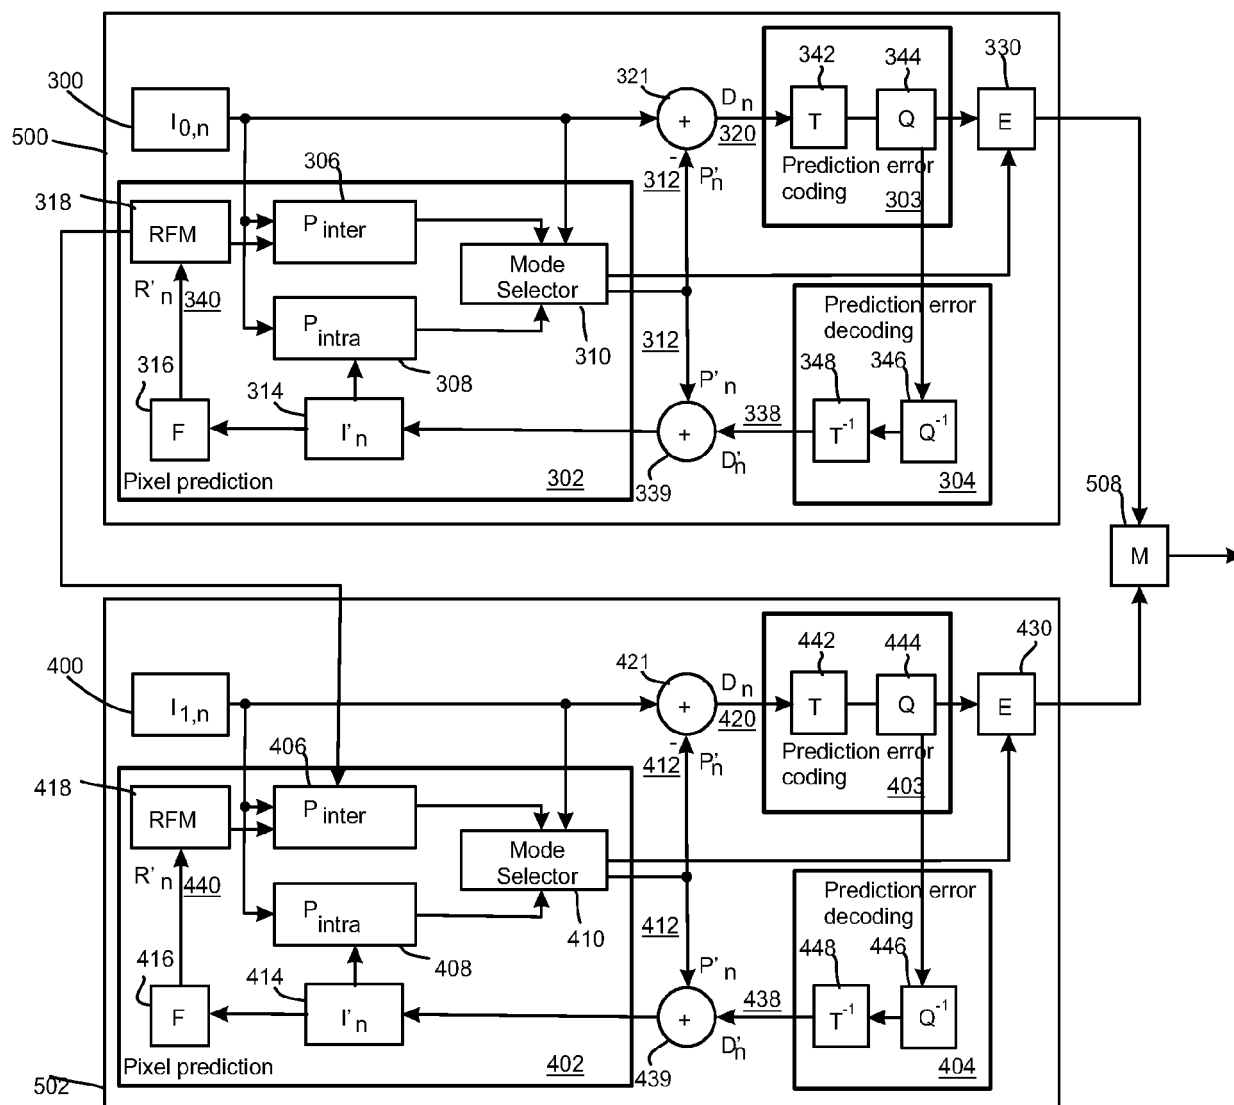 300
I0,n
500
321
Dn
320
342
344
330
T
Q
E
+
-
312
P'n
Prediction error
coding
303
306
318
RFM
Pinter
Mode
Selector
R'n
340
Pintra
310
312
Prediction error
decoding
316
314
308
348
346
P'n
338
F
I'n
+
T-1
Q-1
D'n
Pixel prediction
302
339
304
508
M
400
I1,n
421
Dn
420
442
444
430
T
Q
E
+
-
412
P'n
Prediction error
coding
403
406
418
RFM
Pinter
Mode
Selector
R'n
440
Pintra
410
412
Prediction error
decoding
416
414
408
448
446
P'n
438
F
I'n
+
T-1
Q-1
D'n
Pixel prediction
402
439
404
502